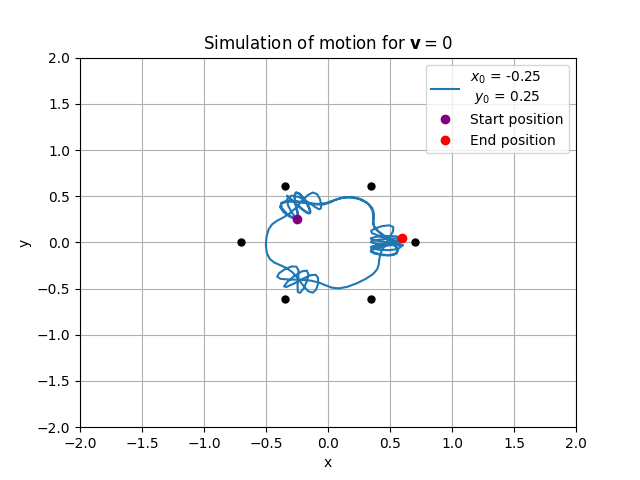 Simulation of motion for v = 0
x₀ = -0.25
y₀ = 0.25
Start position
End position
2.0
1.5
1.0
0.5
0.0
−0.5
−1.0
−1.5
−2.0
y
−2.0 −1.5 −1.0 −0.5 0.0 0.5 1.0 1.5 2.0
x